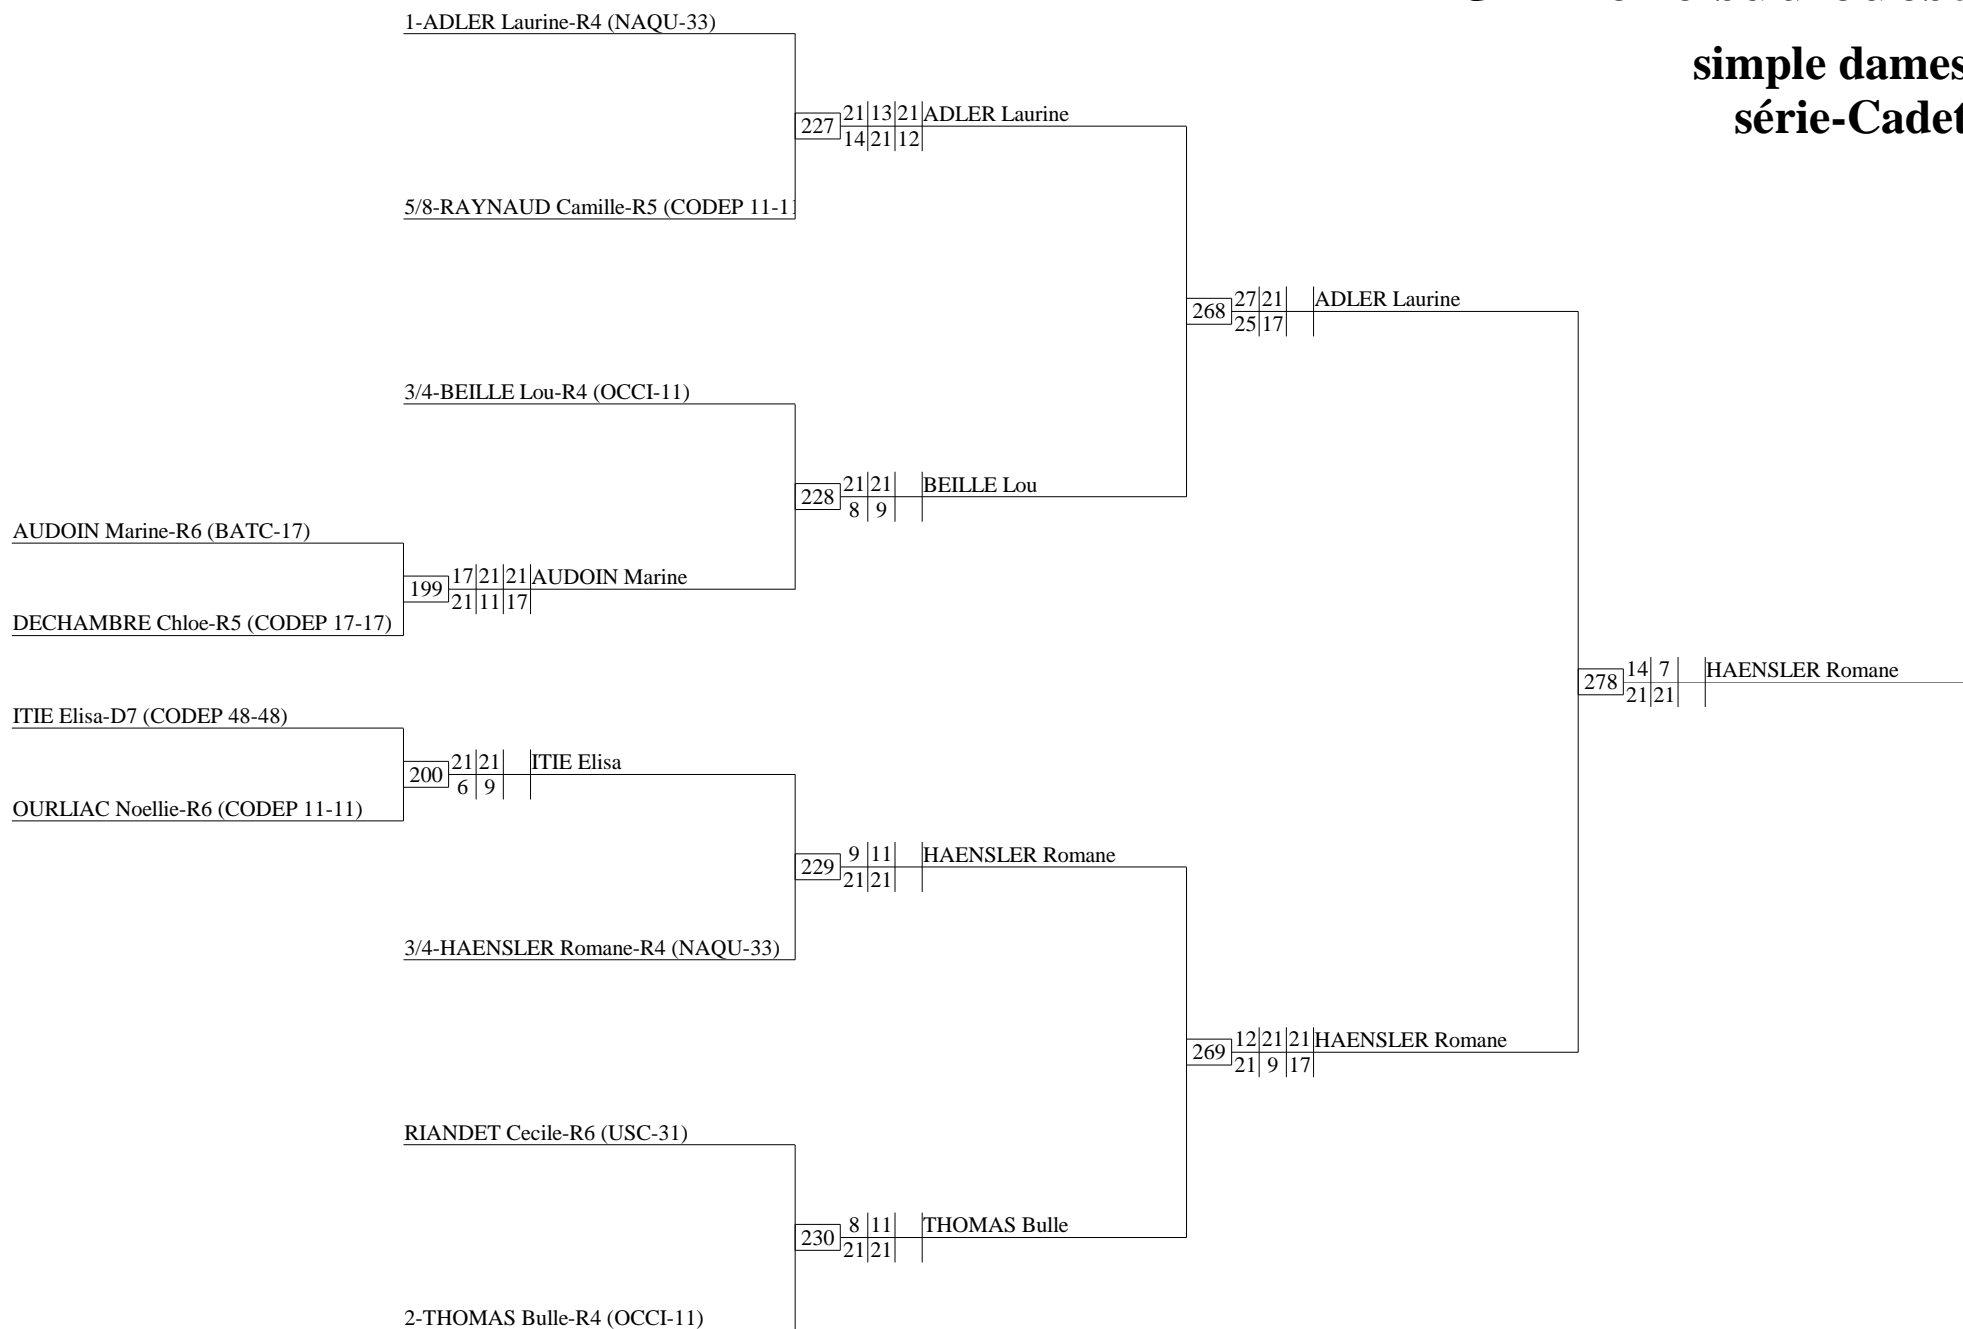 simple dames
série-Cadet
1-ADLER Laurine-R4 (NAQU-33)
227 21 13 21 ADLER Laurine
14 21 12
5/8-RAYNAUD Camille-R5 (CODEP 11-11
268 27 21 ADLER Laurine
25 17
3/4-BEILLE Lou-R4 (OCCI-11)
228 21 21 BEILLE Lou
8 9
AUDOIN Marine-R6 (BATC-17)
199 17 21 21 AUDOIN Marine
21 11 17
DECHAMBRE Chloe-R5 (CODEP 17-17)
278 14 7 HAENSLER Romane
21 21
ITIE Elisa-D7 (CODEP 48-48)
200 21 21 ITIE Elisa
6 9
OURLIAC Noellie-R6 (CODEP 11-11)
229 9 11 HAENSLER Romane
21 21
3/4-HAENSLER Romane-R4 (NAQU-33)
269 12 21 21 HAENSLER Romane
21 9 17
RIANDET Cecile-R6 (USC-31)
230 8 11 THOMAS Bulle
21 21
2-THOMAS Bulle-R4 (OCCI-11)